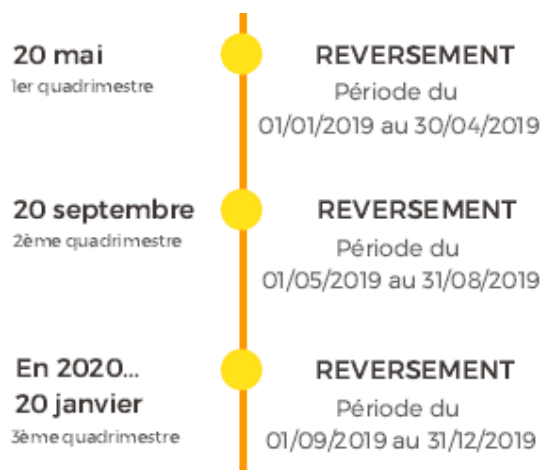 20 mai
1er quadrimestre
REVERSEMENT
Période du
01/01/2019 au 30/04/2019
20 septembre
2ème quadrimestre
REVERSEMENT
Période du
01/05/2019 au 31/08/2019
En 2020...
20 janvier
3ème quadrimestre
REVERSEMENT
Période du
01/09/2019 au 31/12/2019